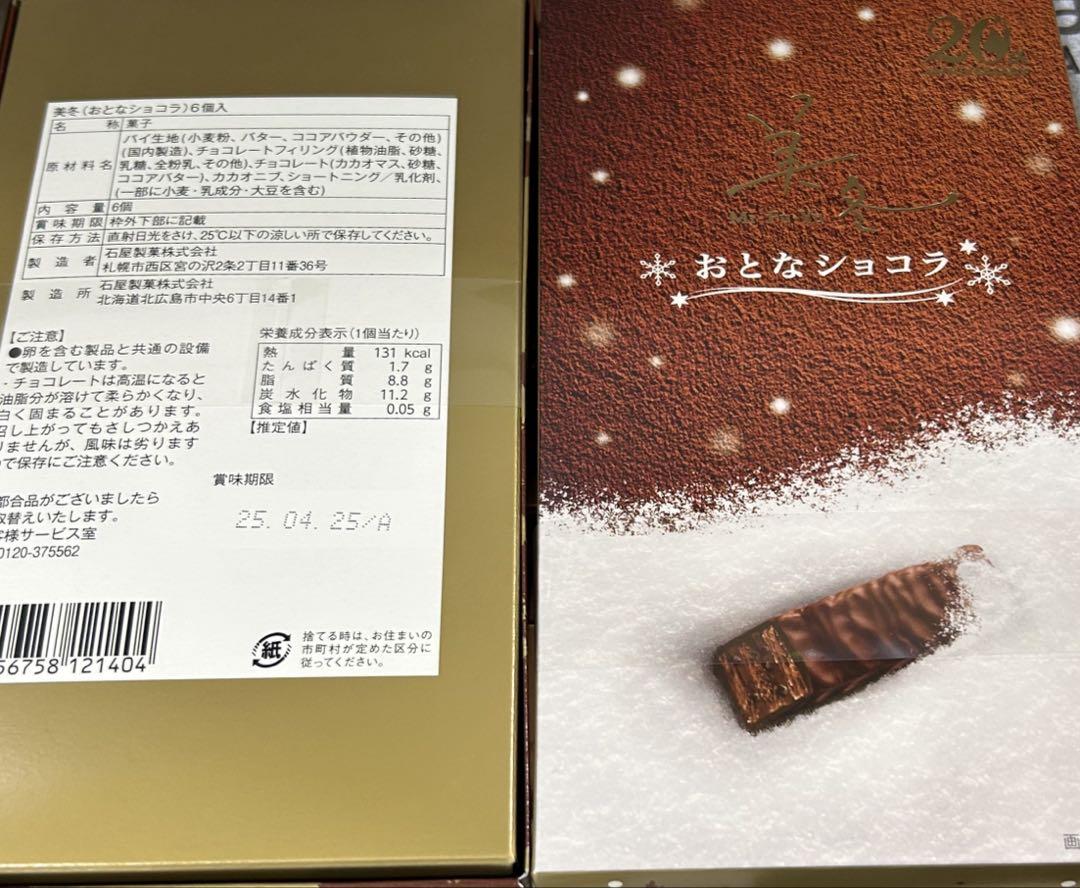 美冬(おとなショコラ)6個入
名称 菓子
原材料名 パイ生地(小麦粉、バター、ココアパウダー、その他)
(国内製造)、チョコレートフィリング(植物油脂、砂糖、
乳糖、全粉乳、その他)、チョコレート(カカオマス、砂糖、
ココアバター)、カカオニブ、ショートニング/乳化剤、
(一部に小麦・乳成分・大豆を含む)
内容量 6個
賞味期限 枠外下部に記載
保存方法 直射日光をさけ、25℃以下の涼しい所で保存してください。
製造者 石屋製菓株式会社
札幌市西区宮の沢2条2丁目11番36号
製造所 石屋製菓株式会社
北海道北広島市中央6丁目14番1
【ご注意】
●卵を含む製品と共通の設備
で製造しています。
・チョコレートは高温になると
油脂分が溶けて柔らかくなり、
白く固まることがあります。
召し上がってもさしつかえあ
りませんが、風味は劣ります
ので保存にご注意ください。
都合品がございましたら
取替えいたします。
客様サービス室
0120-375562
栄養成分表示(1個当たり)
熱量 131 kcal
たんぱく質 1.7 g
脂質 8.8 g
炭水化物 11.2 g
食塩相当量 0.05 g
【推定値】
賞味期限
25.04.25/A
56758 121404
紙
捨てる時は、お住まいの
市町村が定めた区分に
従ってください。
20
美冬
おとなショコラ
画